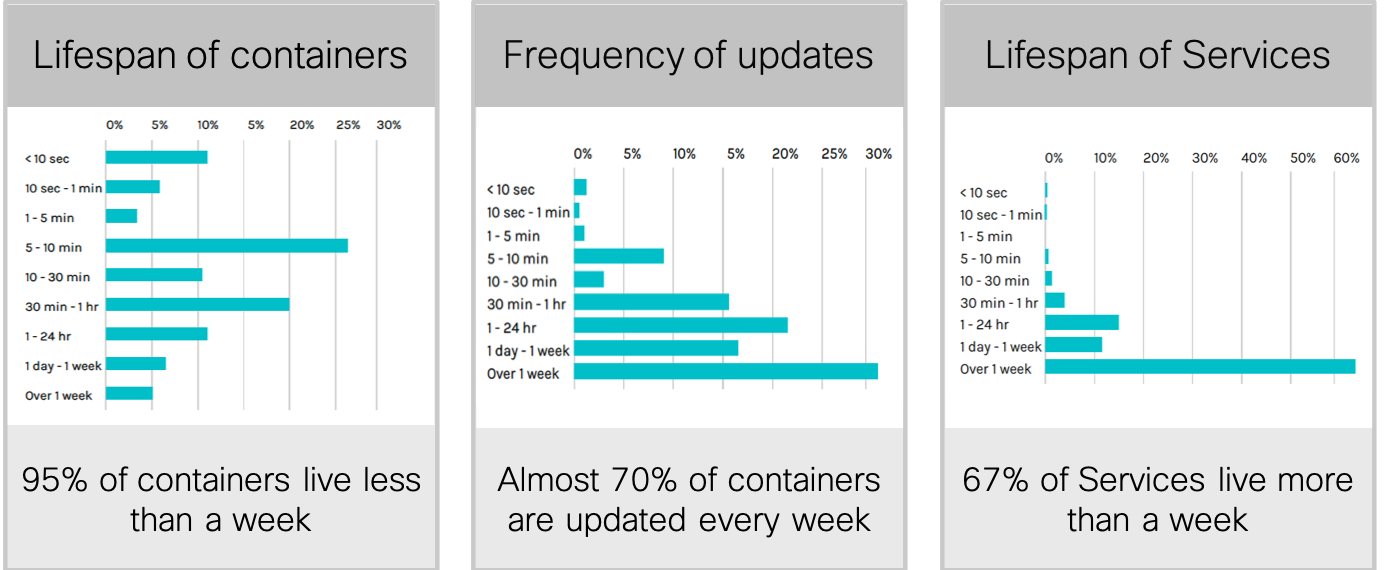 Lifespan of containers
0% 5% 10% 5% 20% 25% 30%
< 10 sec
10 sec - 1 min
1 - 5 min
5 - 10 min
10 - 30 min
30 min - 1 hr
1 - 24 hr
1 day - 1 week
Over 1 week
95% of containers live less
than a week
Frequency of updates
0% 5% 10% 5% 20% 25% 30%
< 10 sec
10 sec - 1 min
1 - 5 min
5 - 10 min
10 - 30 min
30 min - 1 hr
1 - 24 hr
1 day - 1 week
Over 1 week
Almost 70% of containers
are updated every week
Lifespan of Services
0% 10% 20% 30% 40% 50% 60%
< 10 sec
10 sec - 1 min
1 - 5 min
5 - 10 min
10 - 30 min
30 min - 1 hr
1 - 24 hr
1 day - 1 week
Over 1 week
67% of Services live more
than a week